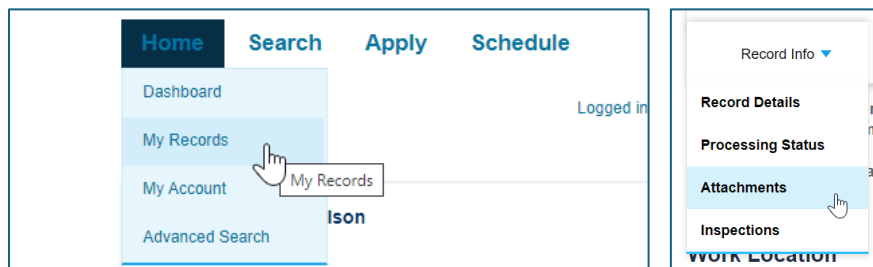 Home Search Apply Schedule
Dashboard
Logged in
My Records
My Records
My Account
lson
Advanced Search
Record Info
Record Details
Processing Status
Attachments
Inspections
Work Location